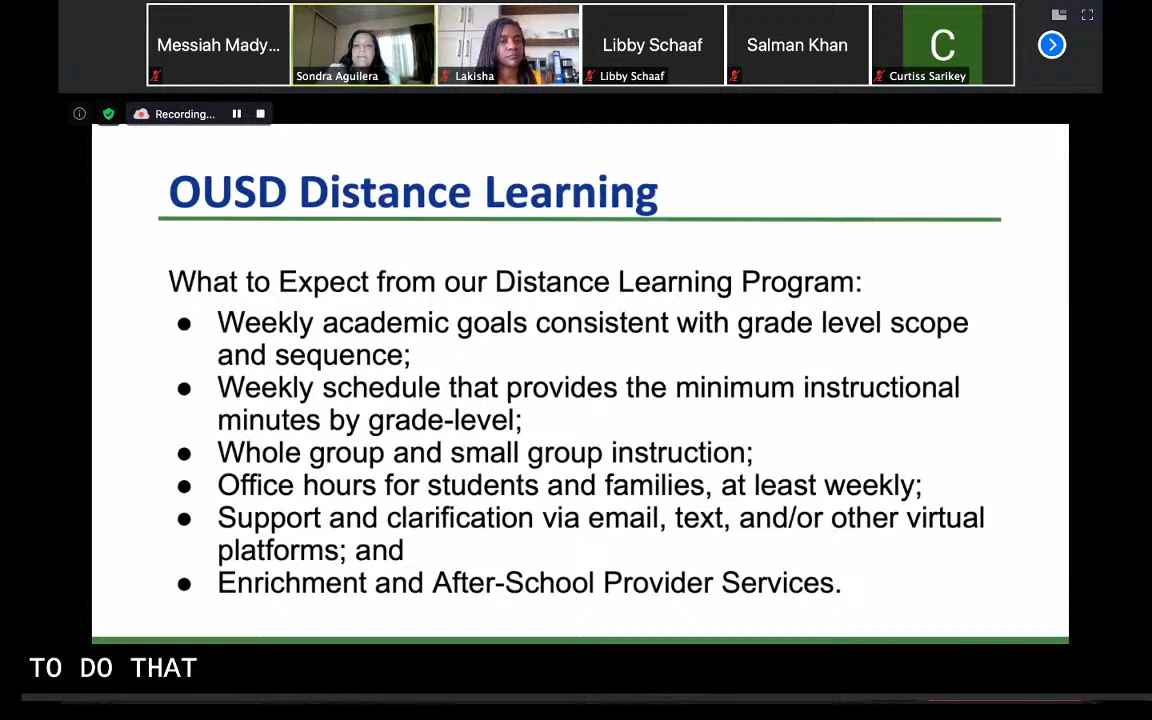 Messiah Mady...
Libby Schaaf
Salman Khan
C
Sondra Aguilera
Lakisha
Libby Schaaf
Curtiss Sarikey
Recording...
OUSD Distance Learning
What to Expect from our Distance Learning Program:
● Weekly academic goals consistent with grade level scope
and sequence;
● Weekly schedule that provides the minimum instructional
minutes by grade-level;
● Whole group and small group instruction;
● Office hours for students and families, at least weekly;
● Support and clarification via email, text, and/or other virtual
platforms; and
● Enrichment and After-School Provider Services.
TO DO THAT